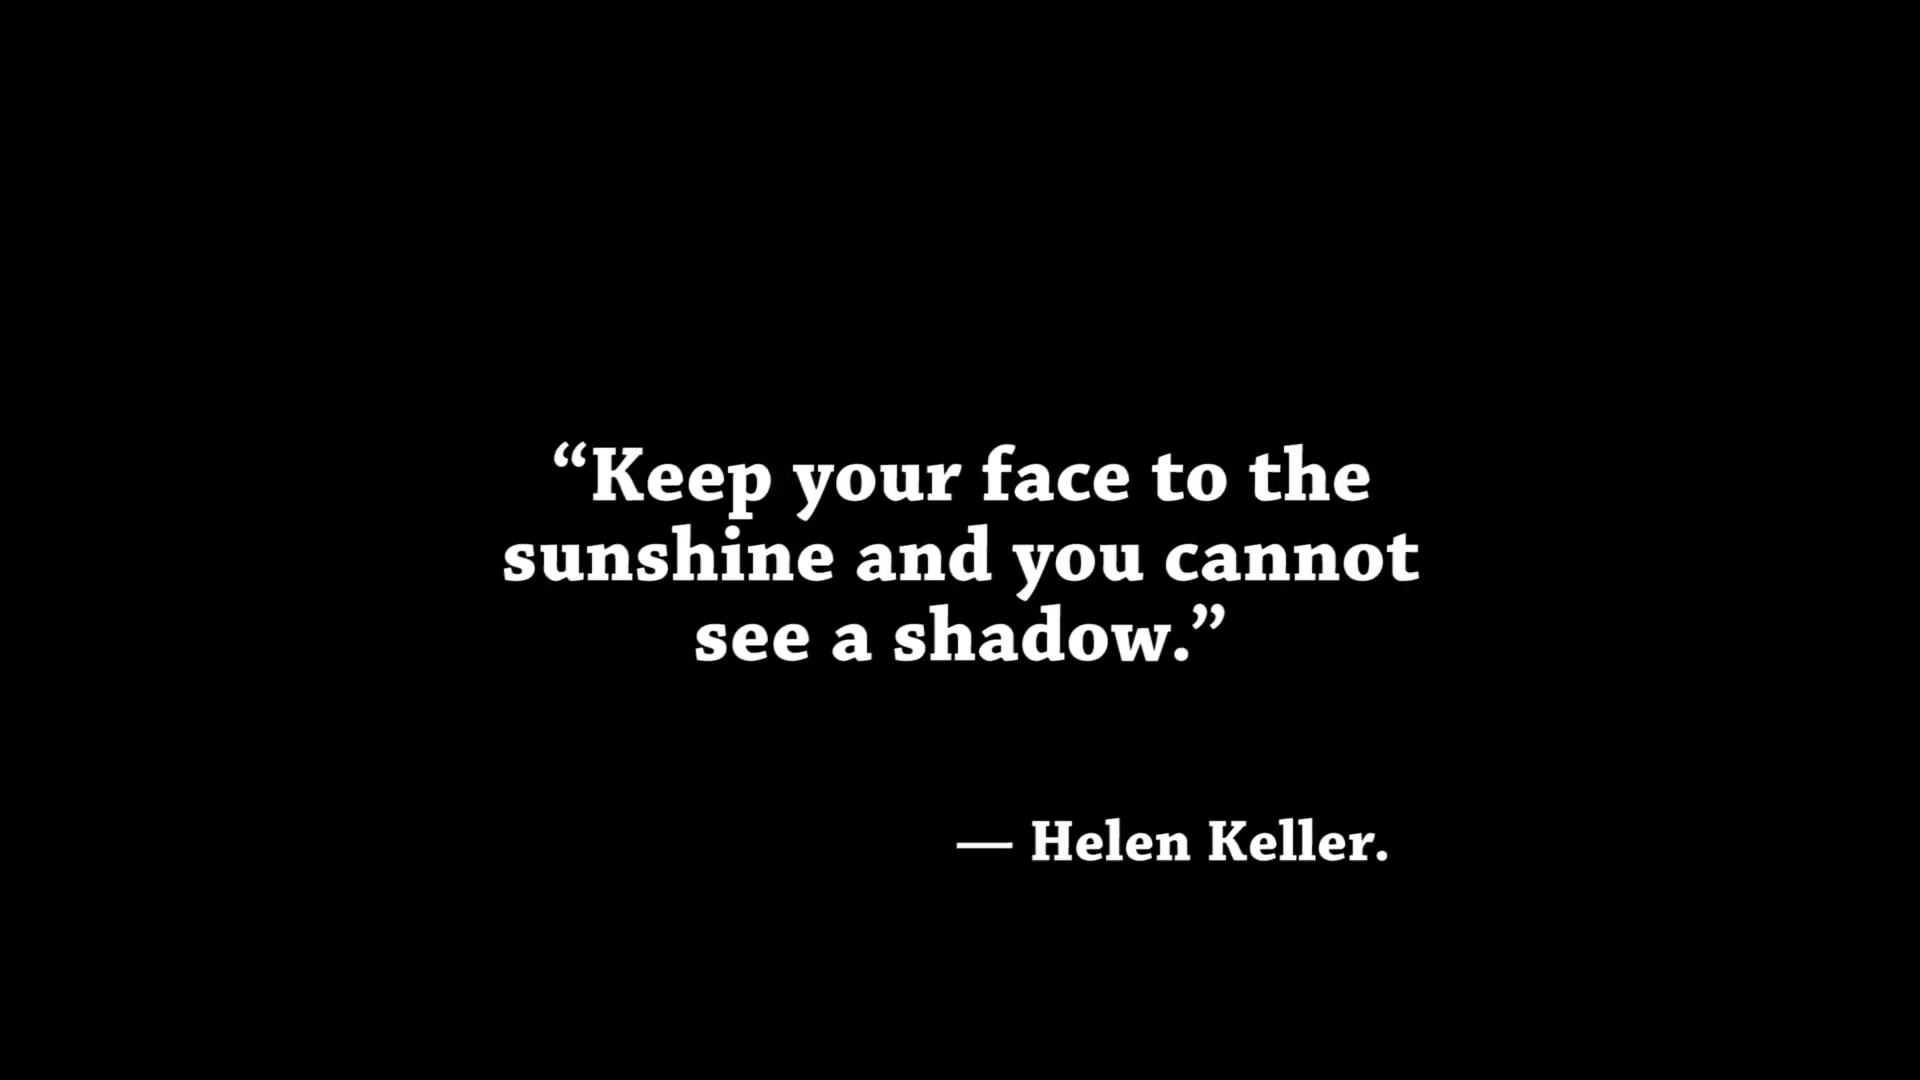 “Keep your face to the
sunshine and you cannot
see a shadow.”
— Helen Keller.